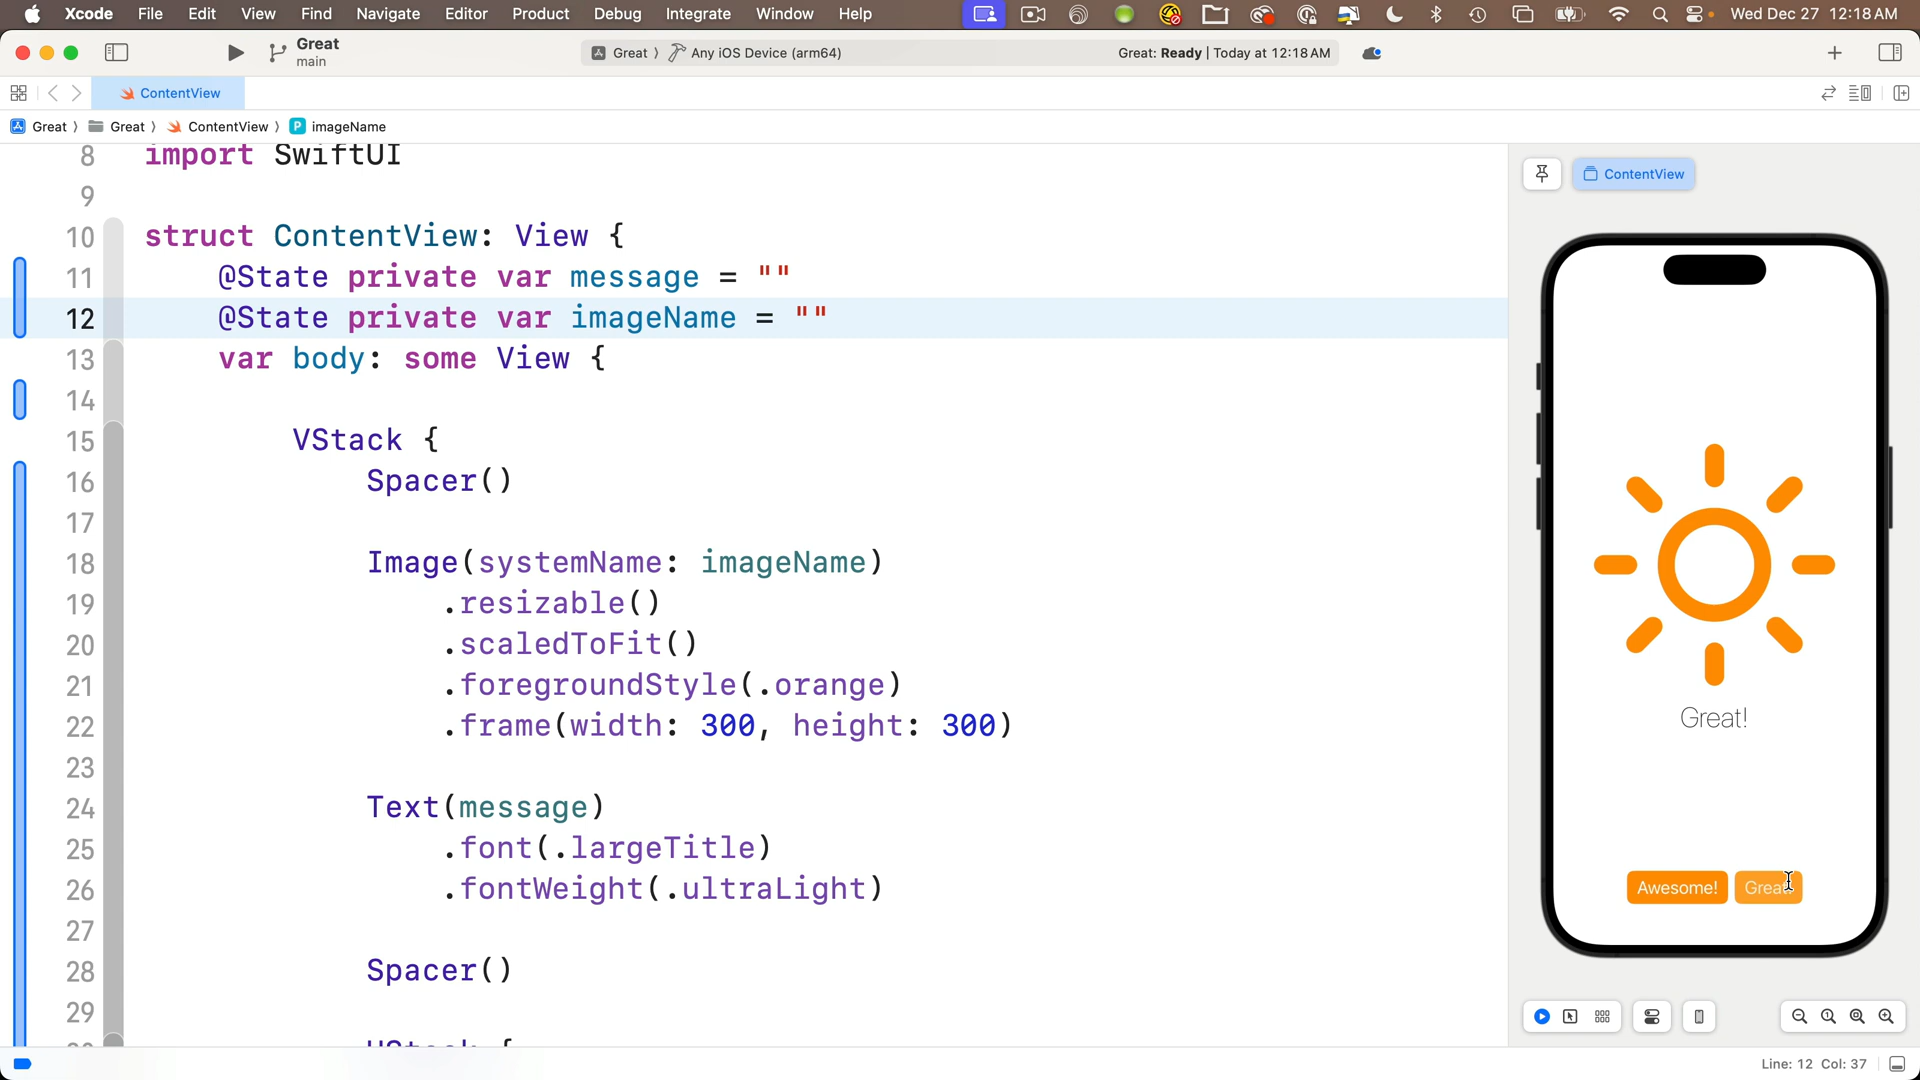 Xcode File Edit View Find Navigate Editor Product Debug Integrate Window Help Wed Dec 27 12:18 AM
Great
main
Great Any iOS Device (arm64) Great: Ready | Today at 12:18 AM
ContentView
Great Great ContentView P imageName
8 import SwiftUI
9
10 struct ContentView: View {
11 @State private var message = ""
12 @State private var imageName = ""
13 var body: some View {
14
15 VStack {
16 Spacer()
17
18 Image(systemName: imageName)
19 .resizable()
20 .scaledToFit()
21 .foregroundStyle(.orange)
22 .frame(width: 300, height: 300)
23
24 Text(message)
25 .font(.largeTitle)
26 .fontWeight(.ultraLight)
27
28 Spacer()
29
ContentView
Great!
Awesome!
Line: 12 Col: 37